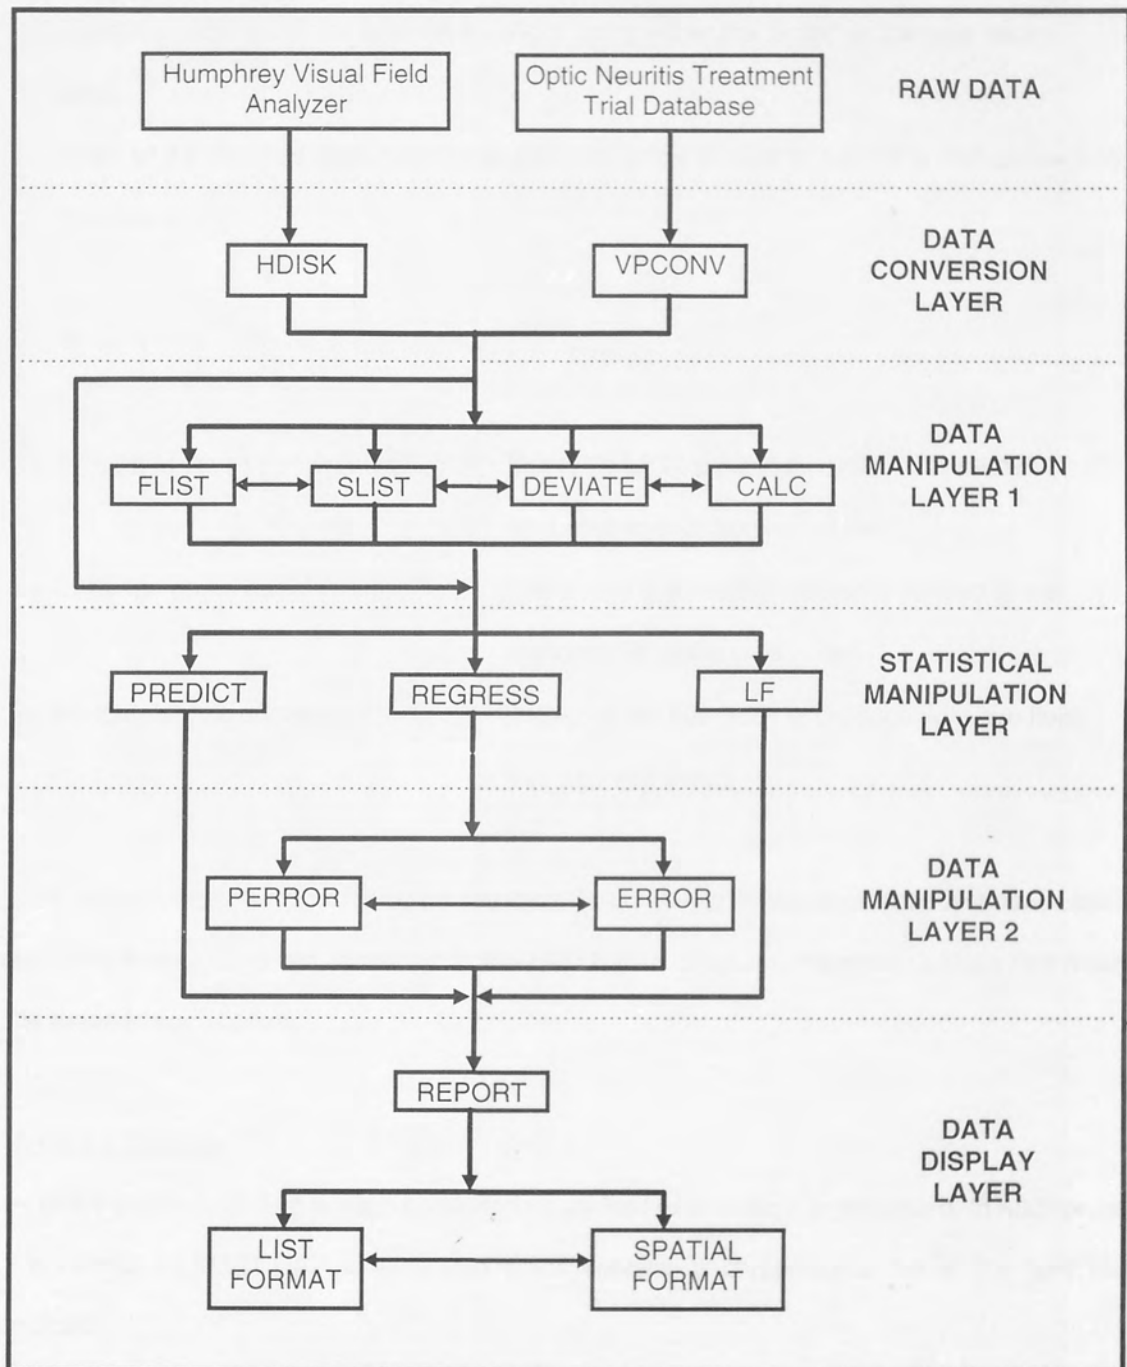 Humphrey Visual Field
Analyzer
Optic Neuritis Treatment
Trial Database
RAW DATA
HDISK
VPCONV
DATA
CONVERSION
LAYER
FLIST
SLIST
DEVIATE
CALC
DATA
MANIPULATION
LAYER 1
PREDICT
REGRESS
LF
STATISTICAL
MANIPULATION
LAYER
PERROR
ERROR
DATA
MANIPULATION
LAYER 2
REPORT
DATA
DISPLAY
LAYER
LIST
FORMAT
SPATIAL
FORMAT